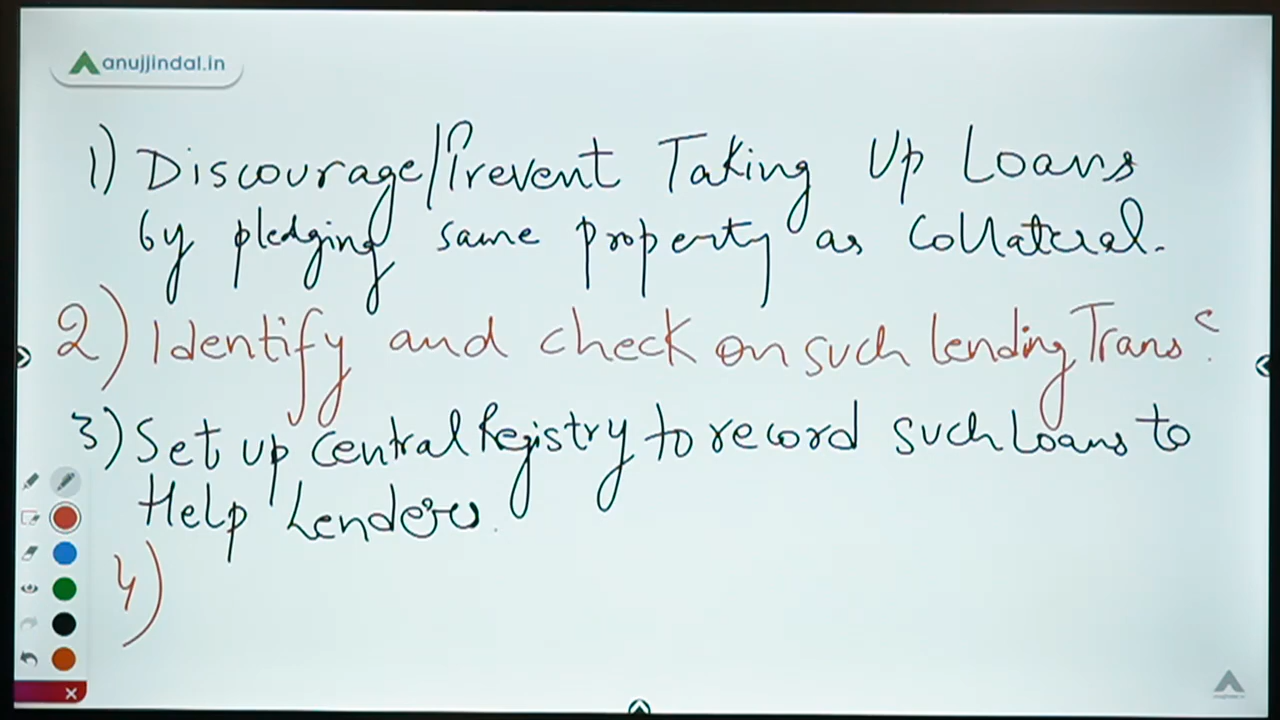 anujjindal.in
1) Discourage/Prevent Taking Up Loans
by pledging same property as Collateral.
2) Identify and check on such lending Trans
3) Set up Central Registry to record such Loans to
Help Lenders.
4)